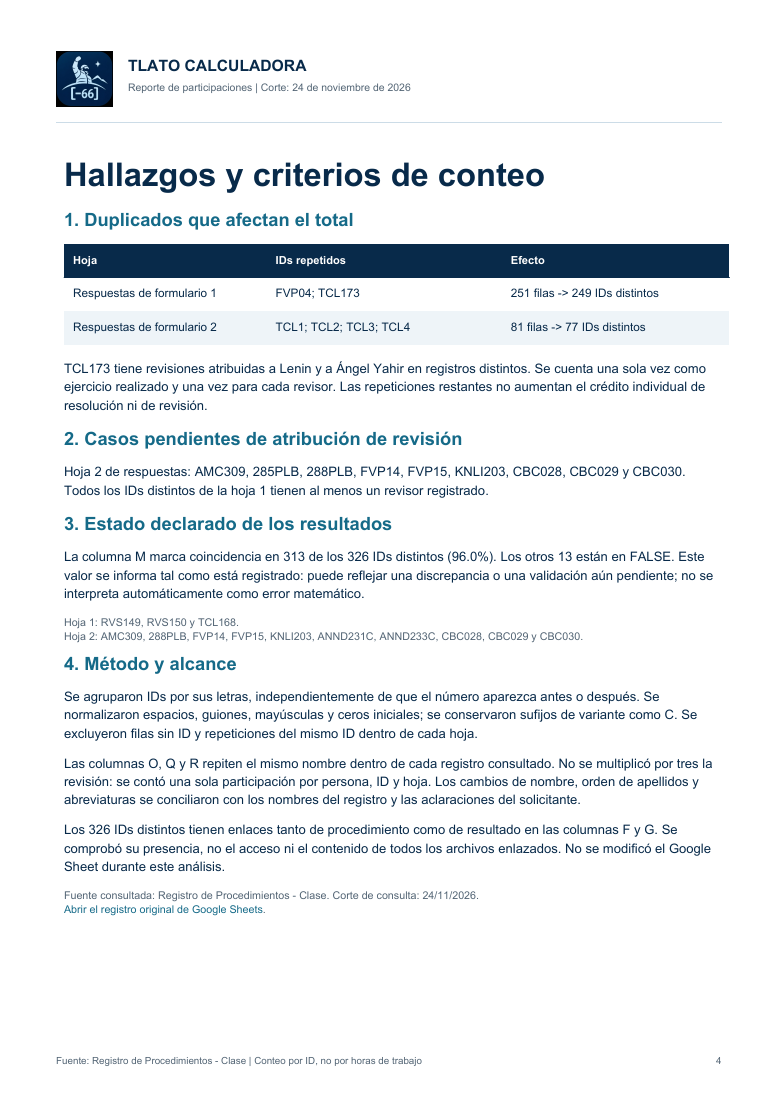 [-66]
TLATO CALCULADORA
Reporte de participaciones | Corte: 24 de noviembre de 2026
Hallazgos y criterios de conteo
1. Duplicados que afectan el total
Hoja IDs repetidos Efecto
Respuestas de formulario 1 FVP04; TCL173 251 filas -> 249 IDs distintos
Respuestas de formulario 2 TCL1; TCL2; TCL3; TCL4 81 filas -> 77 IDs distintos
TCL173 tiene revisiones atribuidas a Lenin y a Ángel Yahir en registros distintos. Se cuenta una sola vez como
ejercicio realizado y una vez para cada revisor. Las repeticiones restantes no aumentan el crédito individual de
resolución ni de revisión.
2. Casos pendientes de atribución de revisión
Hoja 2 de respuestas: AMC309, 285PLB, 288PLB, FVP14, FVP15, KNLI203, CBC028, CBC029 y CBC030.
Todos los IDs distintos de la hoja 1 tienen al menos un revisor registrado.
3. Estado declarado de los resultados
La columna M marca coincidencia en 313 de los 326 IDs distintos (96.0%). Los otros 13 están en FALSE. Este
valor se informa tal como está registrado: puede reflejar una discrepancia o una validación aún pendiente; no se
interpreta automáticamente como error matemático.
Hoja 1: RVS149, RVS150 y TCL168.
Hoja 2: AMC309, 288PLB, FVP14, FVP15, KNLI203, ANND231C, ANND233C, CBC028, CBC029 y CBC030.
4. Método y alcance
Se agruparon IDs por sus letras, independientemente de que el número aparezca antes o después. Se
normalizaron espacios, guiones, mayúsculas y ceros iniciales; se conservaron sufijos de variante como C. Se
excluyeron filas sin ID y repeticiones del mismo ID dentro de cada hoja.
Las columnas O, Q y R repiten el mismo nombre dentro de cada registro consultado. No se multiplicó por tres la
revisión: se contó una sola participación por persona, ID y hoja. Los cambios de nombre, orden de apellidos y
abreviaturas se conciliaron con los nombres del registro y las aclaraciones del solicitante.
Los 326 IDs distintos tienen enlaces tanto de procedimiento como de resultado en las columnas F y G. Se
comprobó su presencia, no el acceso ni el contenido de todos los archivos enlazados. No se modificó el Google
Sheet durante este análisis.
Fuente consultada: Registro de Procedimientos - Clase. Corte de consulta: 24/11/2026.
Abrir el registro original de Google Sheets.
Fuente: Registro de Procedimientos - Clase | Conteo por ID, no por horas de trabajo 4